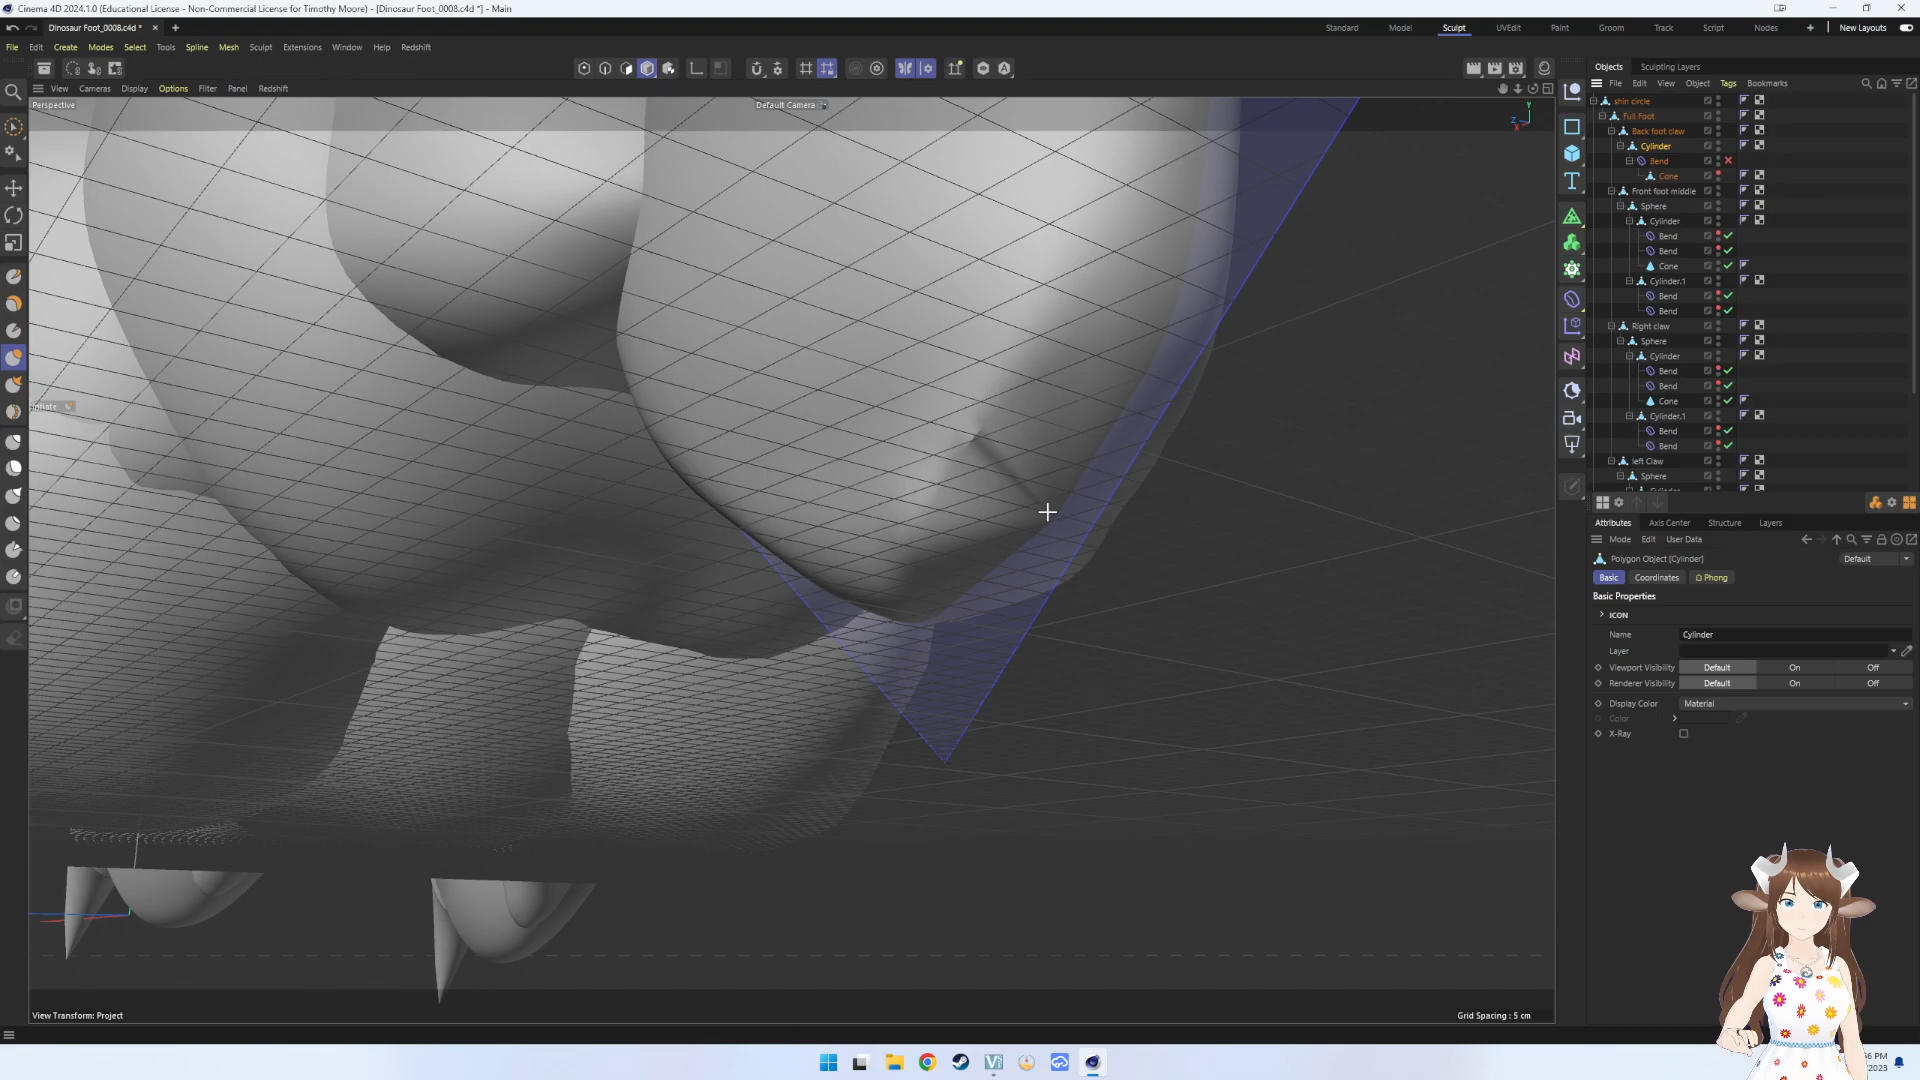 Cinema 4D 2024.1.0 (Educational License - Non-Commercial License for Timothy Moore) - [Dinosaur Foot_0008.c4d *] - Main
Dinosaur Foot_0008.c4d *
Standard Model Sculpt UVEdit Paint Groom Track Script Nodes New Layouts
File Edit Create Modes Select Tools Spline Mesh Sculpt Extensions Window Help Redshift
Objects Sculpting Layers
View Cameras Display Options Filter Panel Redshift
File Edit View Object Tags Bookmarks
Perspective
Default Camera
Y
Z
X
shin circle
Full Foot
Back foot claw
Cylinder
Bend
Cone
Front foot middle
Sphere
Cylinder
Bend
Bend
Cone
Cylinder.1
Bend
Bend
Right claw
Sphere
Cylinder
Bend
Bend
Cone
Cylinder.1
Bend
Bend
left Claw
Sphere
Inflate
Attributes Axis Center Structure Layers
Mode Edit User Data
Polygon Object [Cylinder]
Default
Basic Coordinates Phong
Basic Properties
ICON
Name Cylinder
Layer
Viewport Visibility Default On Off
Renderer Visibility Default On Off
Display Color Material
Color
X-Ray
View Transform: Project
Grid Spacing : 5 cm